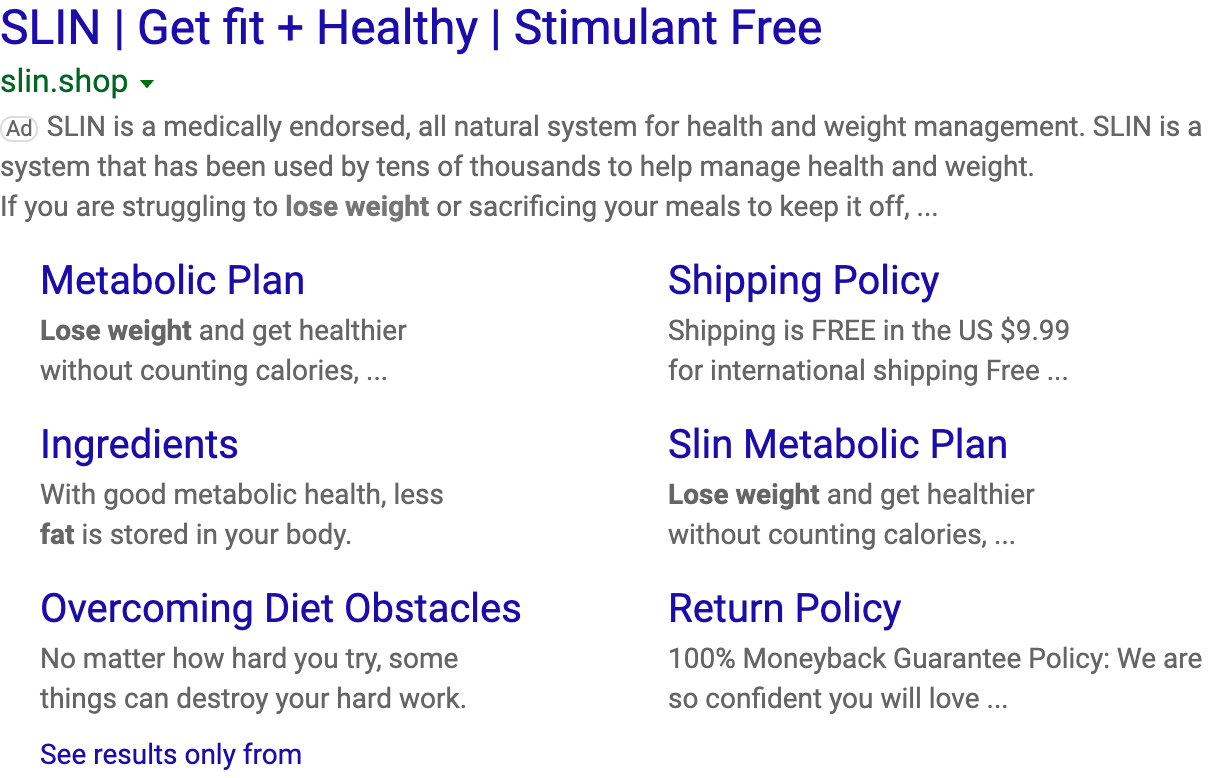 SLIN | Get fit + Healthy | Stimulant Free
slin.shop
Ad SLIN is a medically endorsed, all natural system for health and weight management. SLIN is a
system that has been used by tens of thousands to help manage health and weight.
If you are struggling to lose weight or sacrificing your meals to keep it off, ...
Metabolic Plan
Lose weight and get healthier
without counting calories, ...
Shipping Policy
Shipping is FREE in the US $9.99
for international shipping Free ...
Ingredients
With good metabolic health, less
fat is stored in your body.
Slin Metabolic Plan
Lose weight and get healthier
without counting calories, ...
Overcoming Diet Obstacles
No matter how hard you try, some
things can destroy your hard work.
Return Policy
100% Moneyback Guarantee Policy: We are
so confident you will love ...
See results only from